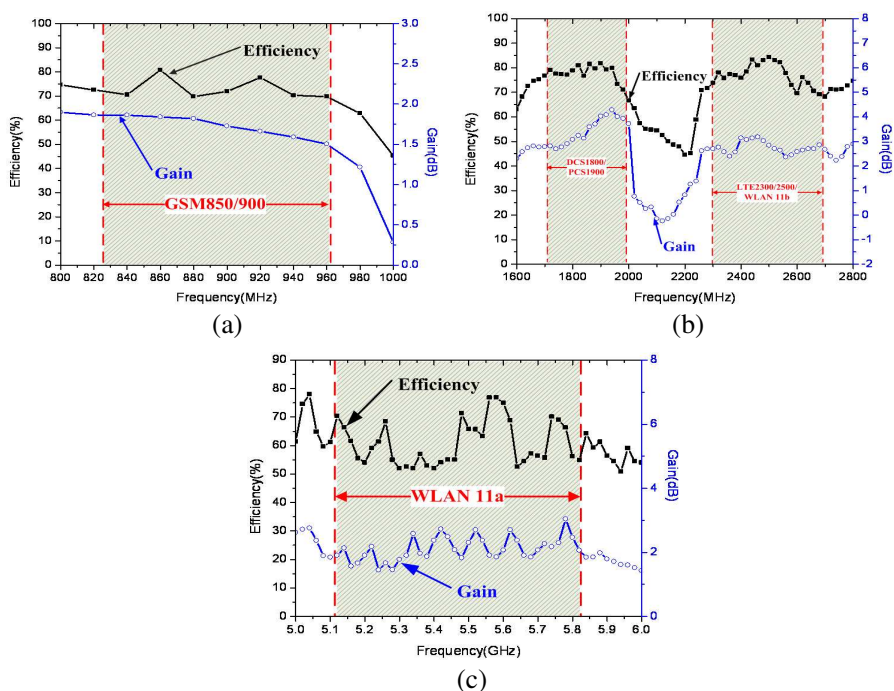 100
90
80
70
60
50
40
30
20
10
0
Efficiency(%)
3.0
2.5
2.0
1.5
1.0
0.5
0.0
Gain(dB)
Efficiency
Gain
GSM850/900
800 820 840 860 880 900 920 940 960 980 1000
Frequency(MHz)
(a)
100
90
80
70
60
50
40
30
20
10
0
Efficiency(%)
8
7
6
5
4
3
2
1
0
-1
-2
Gain(dB)
Efficiency
DCS1800/
PCS1900
LTE2300/2500/
WLAN 11b
Gain
1600 1800 2000 2200 2400 2600 2800
Frequency(MHz)
(b)
90
80
70
60
50
40
30
20
10
0
Efficiency(%)
8
6
4
2
0
Gain(dB)
Efficiency
WLAN 11a
Gain
5.0 5.1 5.2 5.3 5.4 5.5 5.6 5.7 5.8 5.9 6.0
Frequency(GHz)
(c)